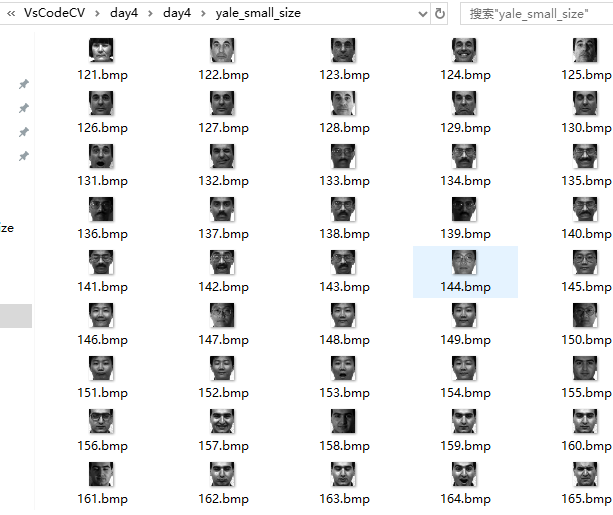 « VsCodeCV > day4 > day4 > yale_small_size
搜索"yale_small_size"
121.bmp 122.bmp 123.bmp 124.bmp 125.bmp
126.bmp 127.bmp 128.bmp 129.bmp 130.bmp
131.bmp 132.bmp 133.bmp 134.bmp 135.bmp
136.bmp 137.bmp 138.bmp 139.bmp 140.bmp
ze
141.bmp 142.bmp 143.bmp 144.bmp 145.bmp
146.bmp 147.bmp 148.bmp 149.bmp 150.bmp
151.bmp 152.bmp 153.bmp 154.bmp 155.bmp
156.bmp 157.bmp 158.bmp 159.bmp 160.bmp
161.bmp 162.bmp 163.bmp 164.bmp 165.bmp